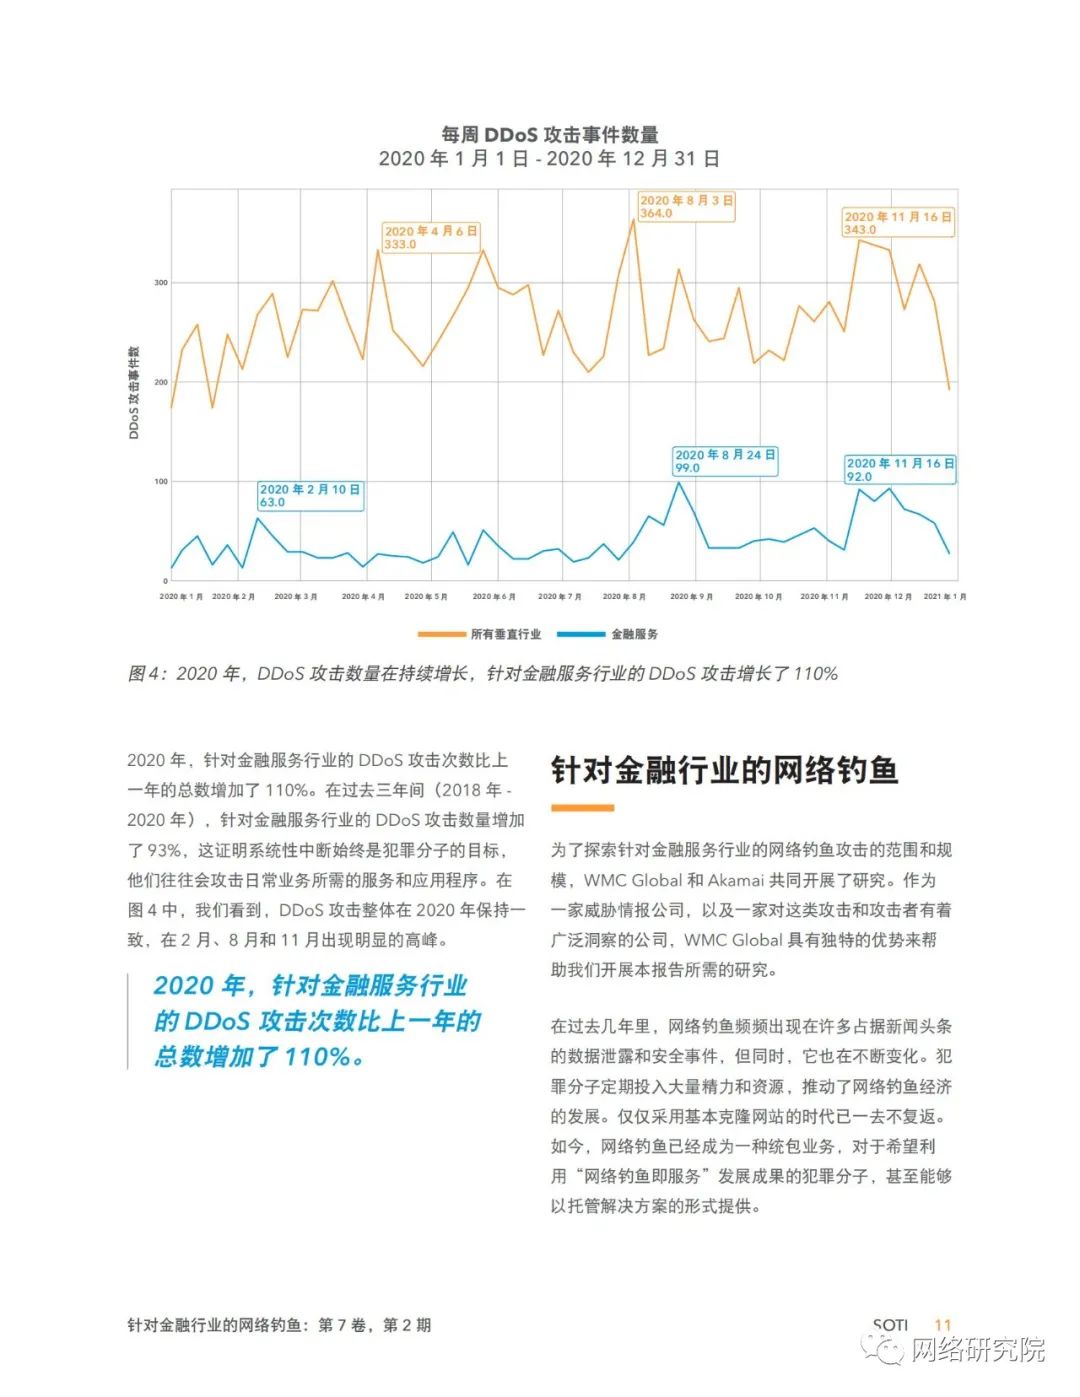 每周 DDoS 攻击事件数量
2020 年 1 月 1 日 - 2020 年 12 月 31 日
DDoS 攻击事件数
300
200
100
0
2020 年 4 月 6 日
333.0
2020 年 8 月 3 日
364.0
2020 年 11 月 16 日
343.0
2020 年 2 月 10 日
63.0
2020 年 8 月 24 日
99.0
2020 年 11 月 16 日
92.0
2020 年 1 月 2020 年 2 月 2020 年 3 月 2020 年 4 月 2020 年 5 月 2020 年 6 月 2020 年 7 月 2020 年 8 月 2020 年 9 月 2020 年 10 月 2020 年 11 月 2020 年 12 月 2021 年 1 月
所有垂直行业 金融服务
图 4：2020 年，DDoS 攻击数量在持续增长，针对金融服务行业的 DDoS 攻击增长了 110%
2020 年，针对金融服务行业的 DDoS 攻击次数比上
一年的总数增加了 110%。在过去三年间（2018 年 -
2020 年），针对金融服务行业的 DDoS 攻击数量增加
了 93%，这证明系统性中断始终是犯罪分子的目标，
他们往往会攻击日常业务所需的服务和应用程序。在
图 4 中，我们看到，DDoS 攻击整体在 2020 年保持一
致，在 2 月、8 月和 11 月出现明显的高峰。
2020 年，针对金融服务行业
的 DDoS 攻击次数比上一年的
总数增加了 110%。
针对金融行业的网络钓鱼
为了探索针对金融服务行业的网络钓鱼攻击的范围和规
模，WMC Global 和 Akamai 共同开展了研究。作为
一家威胁情报公司，以及一家对这类攻击和攻击者有着
广泛洞察的公司，WMC Global 具有独特的优势来帮
助我们开展本报告所需的研究。
在过去几年里，网络钓鱼频频出现在许多占据新闻头条
的数据泄露和安全事件，但同时，它也在不断变化。犯
罪分子定期投入大量精力和资源，推动了网络钓鱼经济
的发展。仅仅采用基本克隆网站的时代已一去不复返。
如今，网络钓鱼已经成为一种统包业务，对于希望利
用“网络钓鱼即服务”发展成果的犯罪分子，甚至能够
以托管解决方案的形式提供。
针对金融行业的网络钓鱼：第 7 卷，第 2 期
SOTI 11
网络研究院